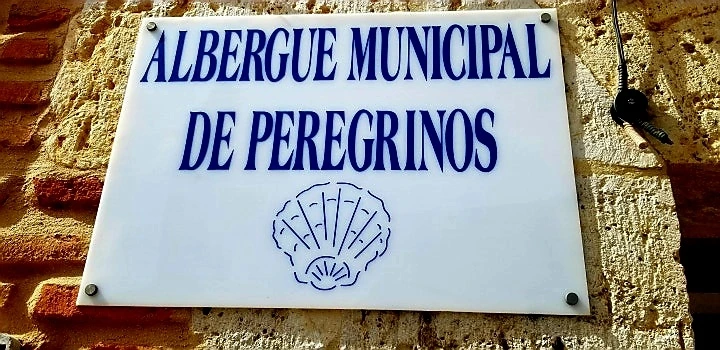 ALBERGUE MUNICIPAL
DE PEREGRINOS